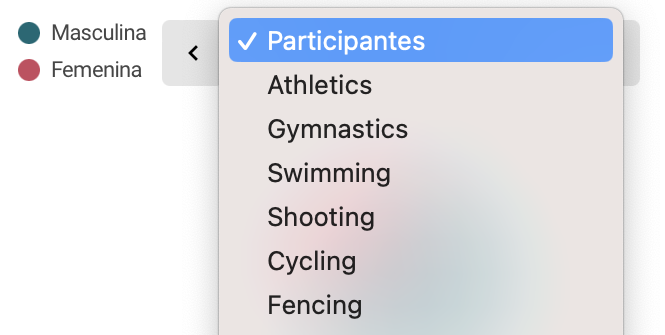 Masculina
Femenina
Participantes
Athletics
Gymnastics
Swimming
Shooting
Cycling
Fencing